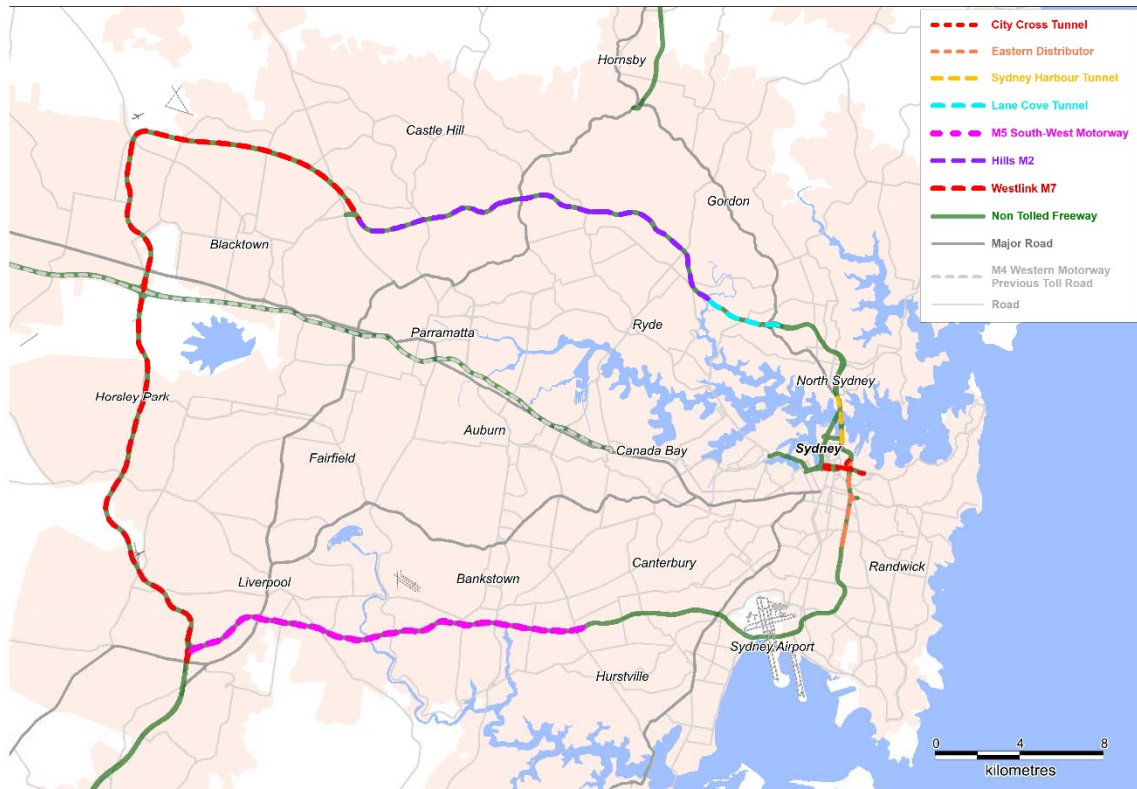 City Cross Tunnel
Eastern Distributor
Sydney Harbour Tunnel
Lane Cove Tunnel
M5 South-West Motorway
Hills M2
Westlink M7
Non Tolled Freeway
Major Road
M4 Western Motorway
Previous Toll Road
Road
Hornsby
Castle Hill
Gordon
Blacktown
Parramatta
Ryde
North Sydney
Horsley Park
Auburn
Canada Bay
Sydney
Fairfield
Canterbury
Randwick
Liverpool
Bankstown
Sydney Airport
Hurstville
0 4 8
kilometres